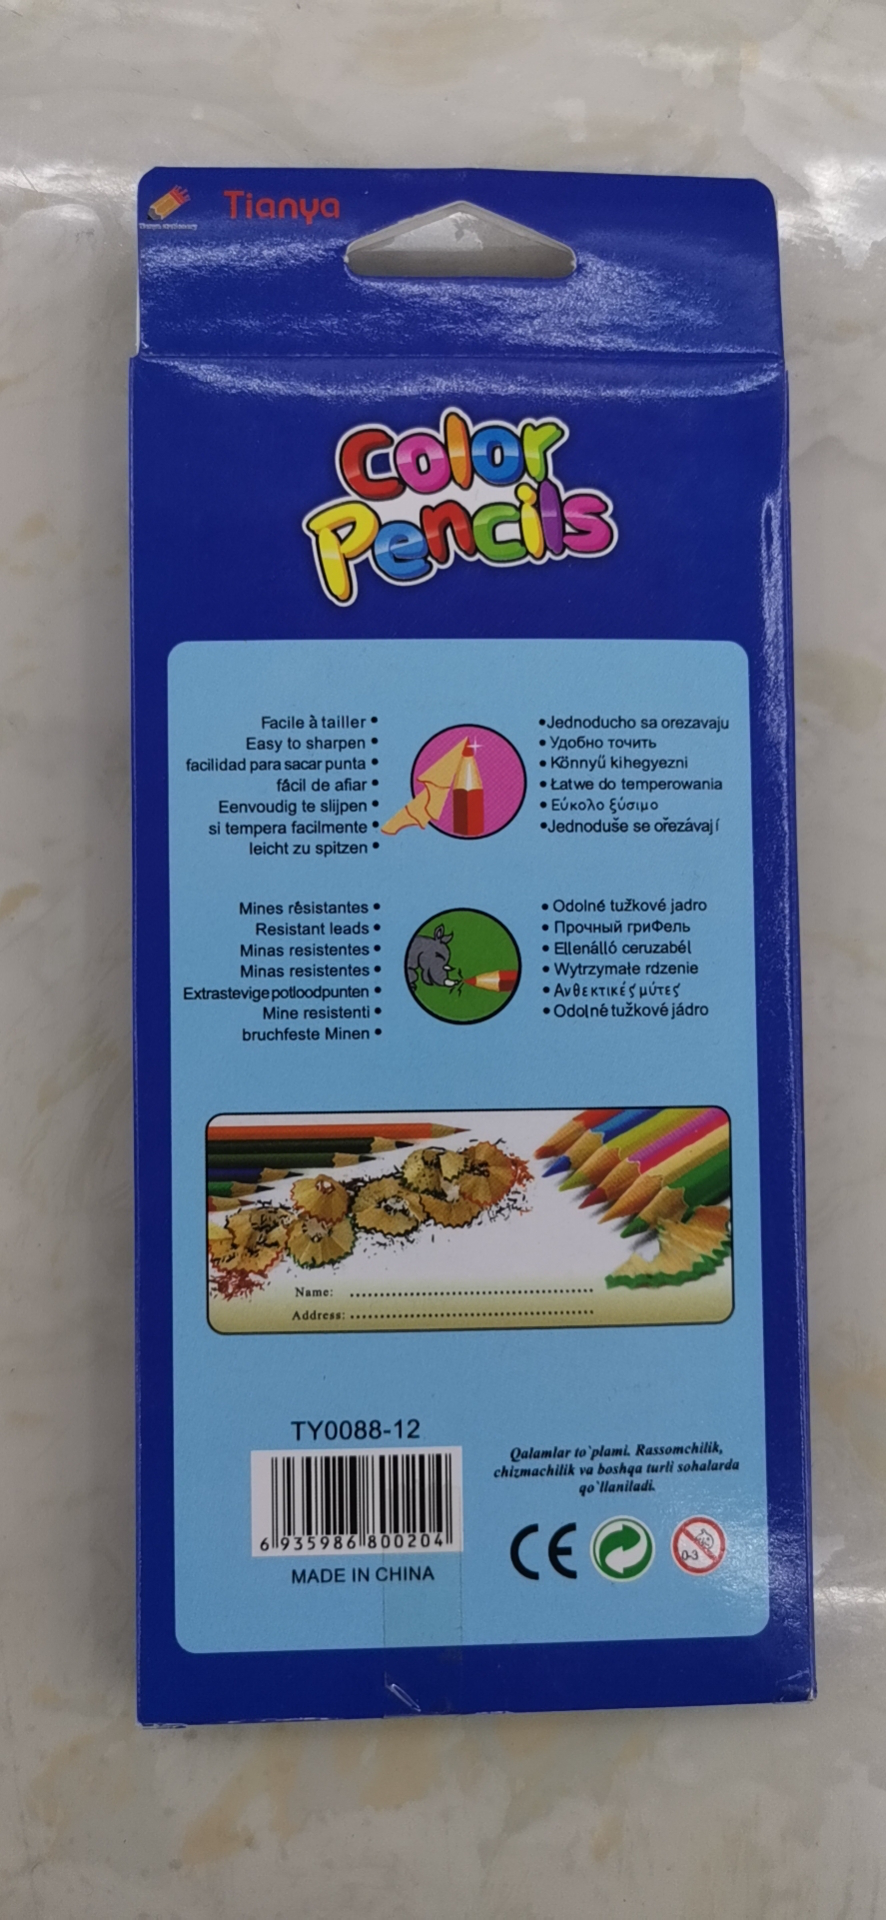 Tianya
Color
Pencils
Facile à tailler •
Easy to sharpen •
facilidad para sacar punta •
fácil de afiar •
Eenvoudig te slijpen •
si tempera facilmente •
leicht zu spitzen •
•Jednoducho sa orezavaju
• Удобно точить
• Könnyű kihegyezni
• Łatwe do temperowania
• Εύκολο ξύσιμο
•Jednoduše se ořezávají
Mines résistantes •
Resistant leads •
Minas resistentes •
Minas resistentes •
Extrastevige potloodpunten •
Mine resistenti •
bruchfeste Minen •
• Odolné tužkové jadro
• Прочный гриФель
• Ellenálló ceruzabél
• Wytrzymałe rdzenie
• Ανθεκτικές μύτες
• Odolné tužkové jádro
Name:
Address:
TY0088-12
6 935986 800204
MADE IN CHINA
Qalamlar to`plami. Rassomchilik,
chizmachilik va boshqa turli sohalarda
qo`llaniladi.
CE
0-3